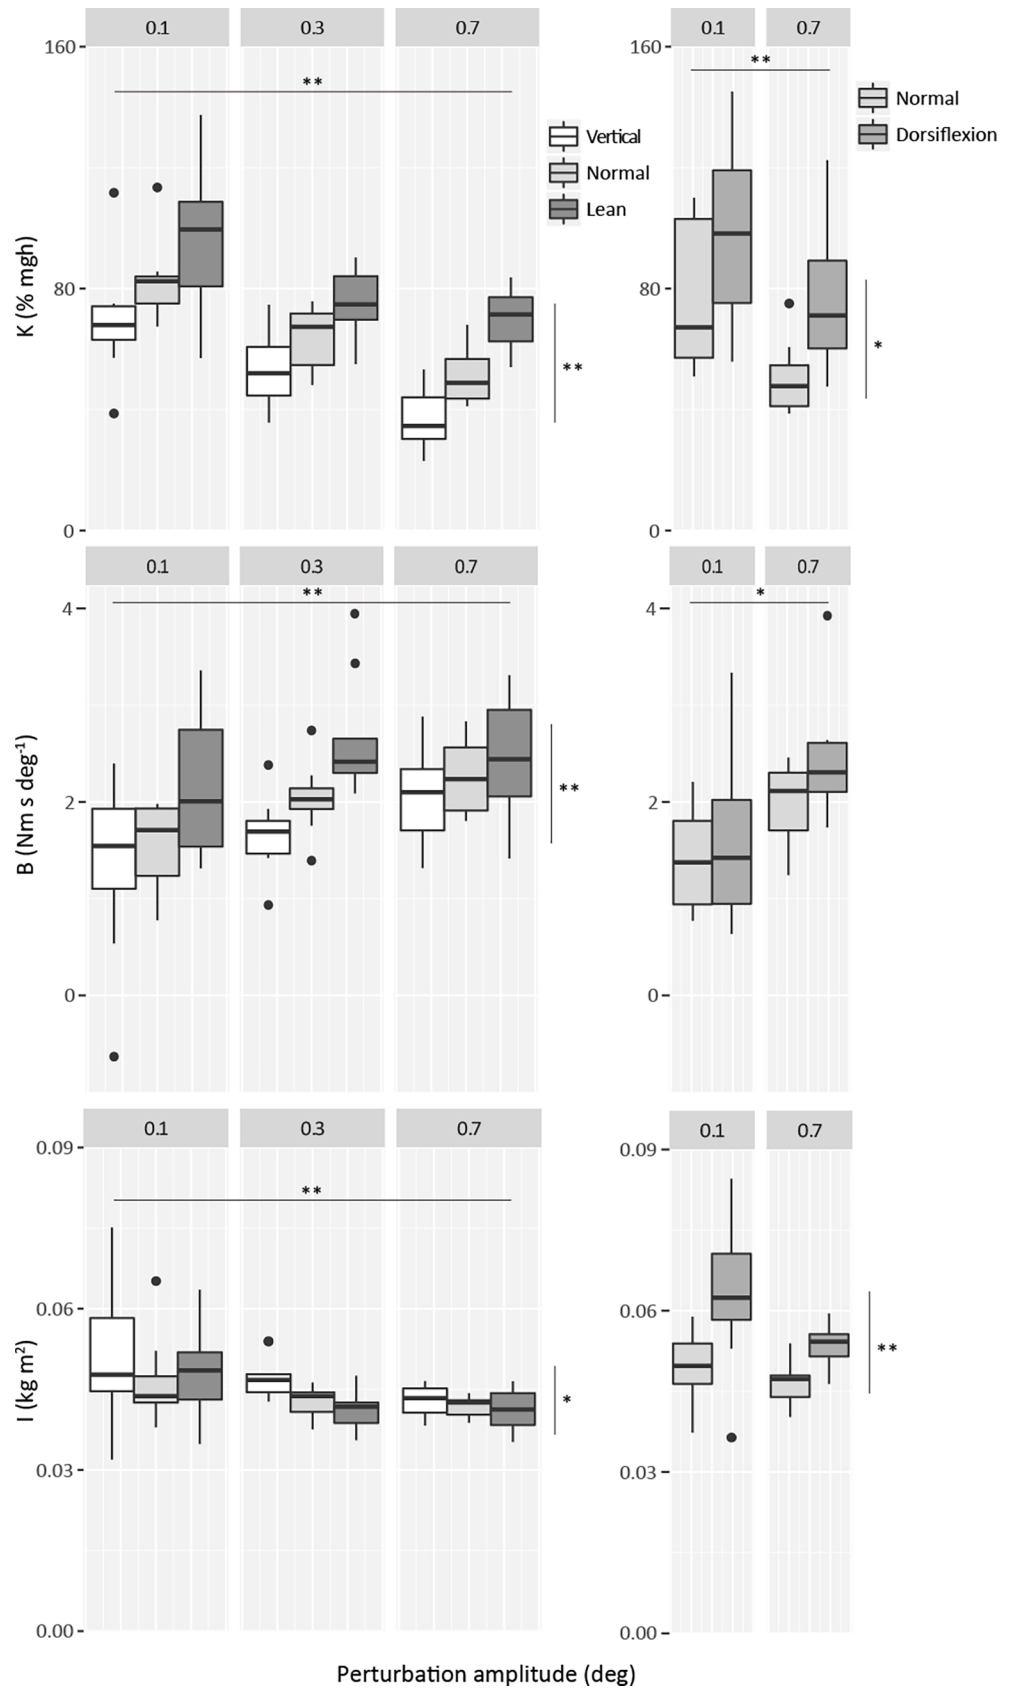 0.1 0.3 0.7 0.1 0.7
160 160
** **
Normal
Vertical Dorsiflexion
Normal
Lean
K (% mgh)
80 80
** *
0 0
0.1 0.3 0.7 0.1 0.7
** *
4 4
B (Nm s deg⁻¹)
2 2
**
0 0
0.1 0.3 0.7 0.1 0.7
0.09 0.09
**
0.06 0.06
I (kg m²)
* **
0.03 0.03
0.00 0.00
Perturbation amplitude (deg)